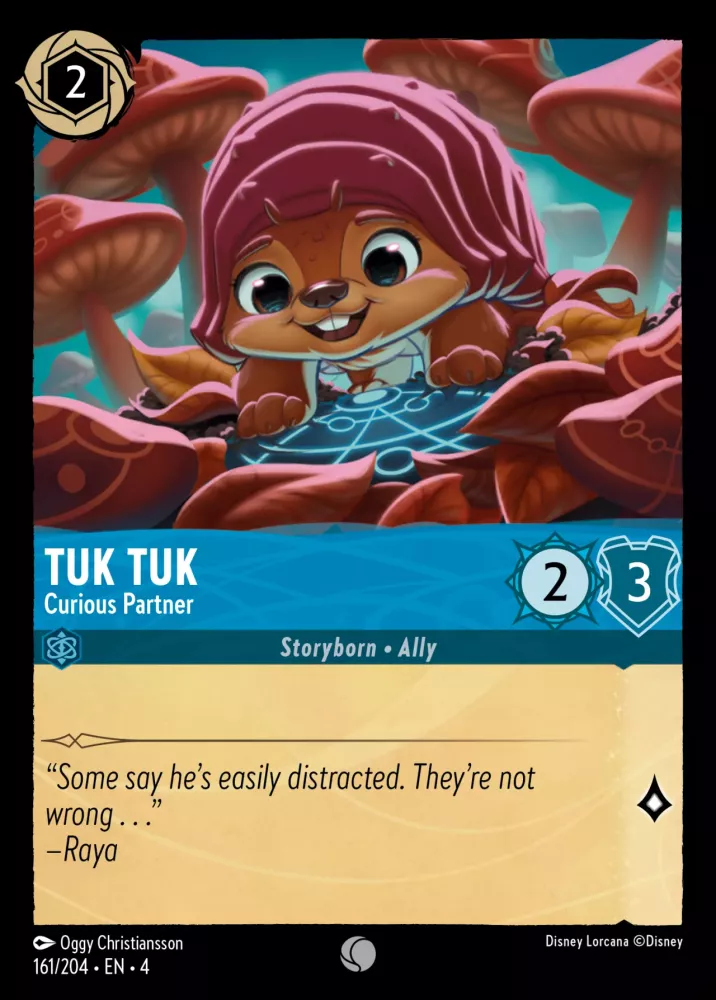 2
TUK TUK
Curious Partner
2
3
Storyborn • Ally
“Some say he’s easily distracted. They’re not
wrong . . .”
–Raya
Oggy Christiansson
Disney Lorcana ©Disney
161/204 • EN • 4